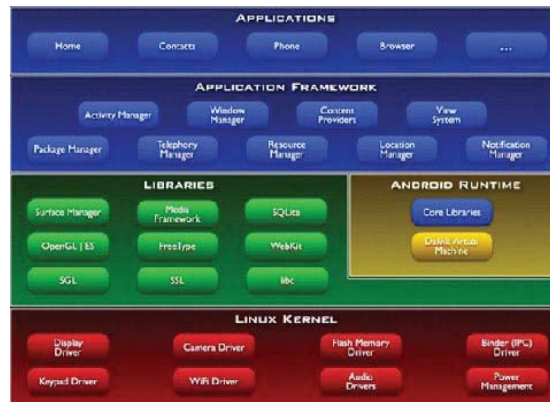 APPLICATIONS
Home Contacts Phone Browser ...
APPLICATION FRAMEWORK
Activity Manager Window Manager Content Providers View System
Package Manager Telephony Manager Resource Manager Location Manager Notification Manager
LIBRARIES
Surface Manager Media Framework SQLite
OpenGL | ES FreeType WebKit
SGL SSL libc
ANDROID RUNTIME
Core Libraries
Dalvik Virtual Machine
LINUX KERNEL
Display Driver Camera Driver Flash Memory Driver Binder (IPC) Driver
Keypad Driver WiFi Driver Audio Drivers Power Management